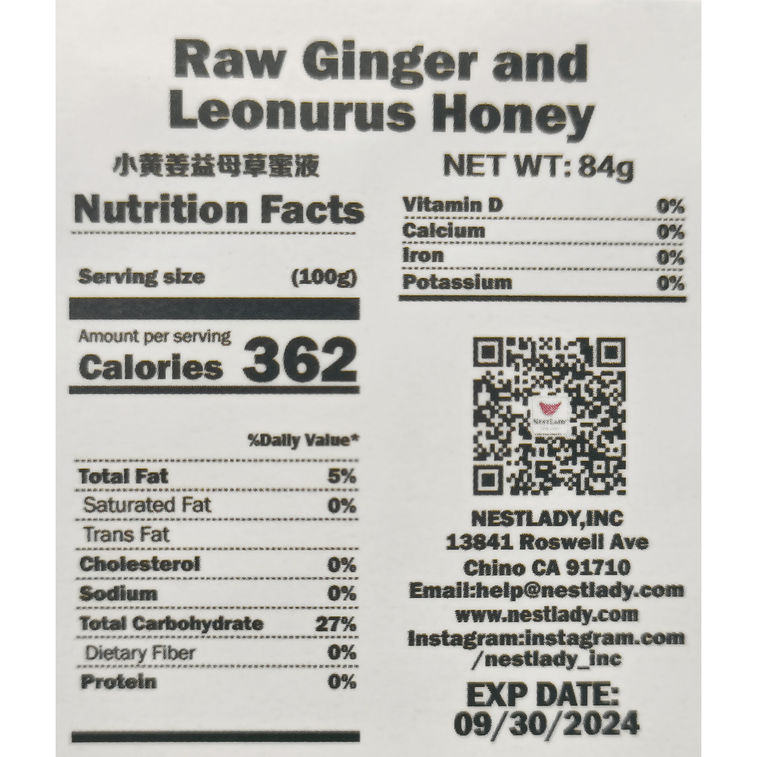 Raw Ginger and
Leonurus Honey
小黄姜益母草蜜液
Nutrition Facts
Serving size (100g)
Amount per serving
Calories 362
%Daily Value*
Total Fat 5%
Saturated Fat 0%
Trans Fat
Cholesterol 0%
Sodium 0%
Total Carbohydrate 27%
Dietary Fiber 0%
Protein 0%
NET WT: 84g
Vitamin D 0%
Calcium 0%
Iron 0%
Potassium 0%
NESTLADY
NESTLADY,INC
13841 Roswell Ave
Chino CA 91710
Email:help@nestlady.com
www.nestlady.com
Instagram:instagram.com
/nestlady_inc
EXP DATE:
09/30/2024